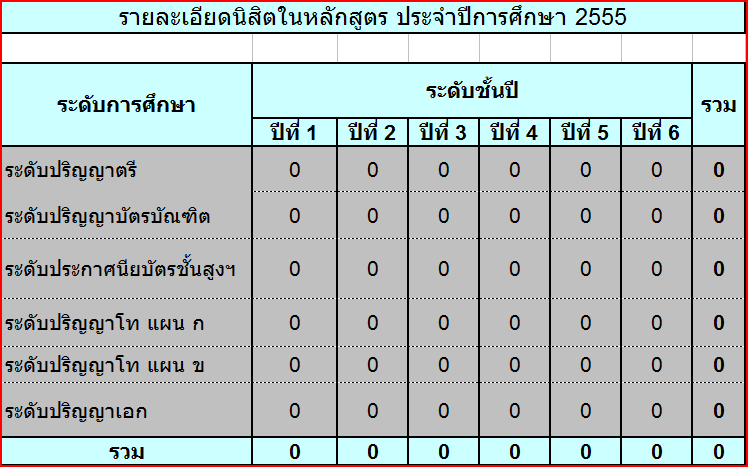 รายละเอียดนิสิตในหลักสูตร ประจำปีการศึกษา 2555
ระดับการศึกษา ระดับชั้นปี รวม
ปีที่ 1 ปีที่ 2 ปีที่ 3 ปีที่ 4 ปีที่ 5 ปีที่ 6
ระดับปริญญาตรี 0 0 0 0 0 0 0
ระดับปริญญาบัตรบัณฑิต 0 0 0 0 0 0 0
ระดับประกาศนียบัตรชั้นสูงฯ 0 0 0 0 0 0 0
ระดับปริญญาโท แผน ก 0 0 0 0 0 0 0
ระดับปริญญาโท แผน ข 0 0 0 0 0 0 0
ระดับปริญญาเอก 0 0 0 0 0 0 0
รวม 0 0 0 0 0 0 0